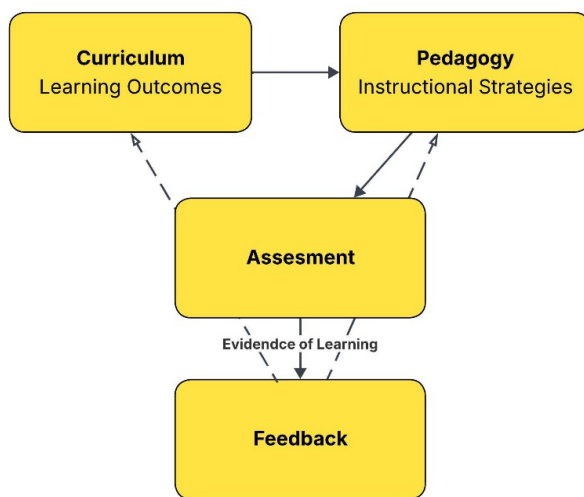 Curriculum
Learning Outcomes
Pedagogy
Instructional Strategies
Assesment
Evidendce of Learning
Feedback